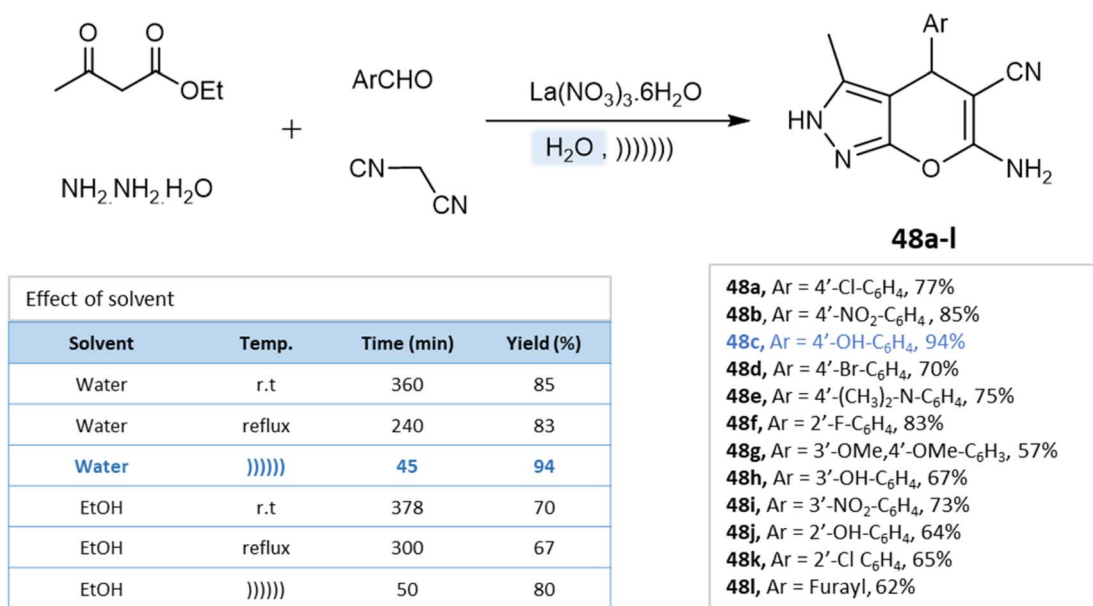 O
O
OEt
+
NH₂.NH₂.H₂O
ArCHO
CN
CN
La(NO₃)₃.6H₂O
H₂O , )))))))
Ar
CN
HN
N
O
NH₂
48a-l
Effect of solvent
Solvent Temp. Time (min) Yield (%)
Water r.t 360 85
Water reflux 240 83
Water )))))) 45 94
EtOH r.t 378 70
EtOH reflux 300 67
EtOH )))))) 50 80
48a, Ar = 4’-Cl-C₆H₄, 77%
48b, Ar = 4’-NO₂-C₆H₄ , 85%
48c, Ar = 4’-OH-C₆H₄, 94%
48d, Ar = 4’-Br-C₆H₄, 70%
48e, Ar = 4’-(CH₃)₂-N-C₆H₄, 75%
48f, Ar = 2’-F-C₆H₄, 83%
48g, Ar = 3’-OMe,4’-OMe-C₆H₃, 57%
48h, Ar = 3’-OH-C₆H₄, 67%
48i, Ar = 3’-NO₂-C₆H₄, 73%
48j, Ar = 2’-OH-C₆H₄, 64%
48k, Ar = 2’-Cl C₆H₄, 65%
48l, Ar = Furayl, 62%